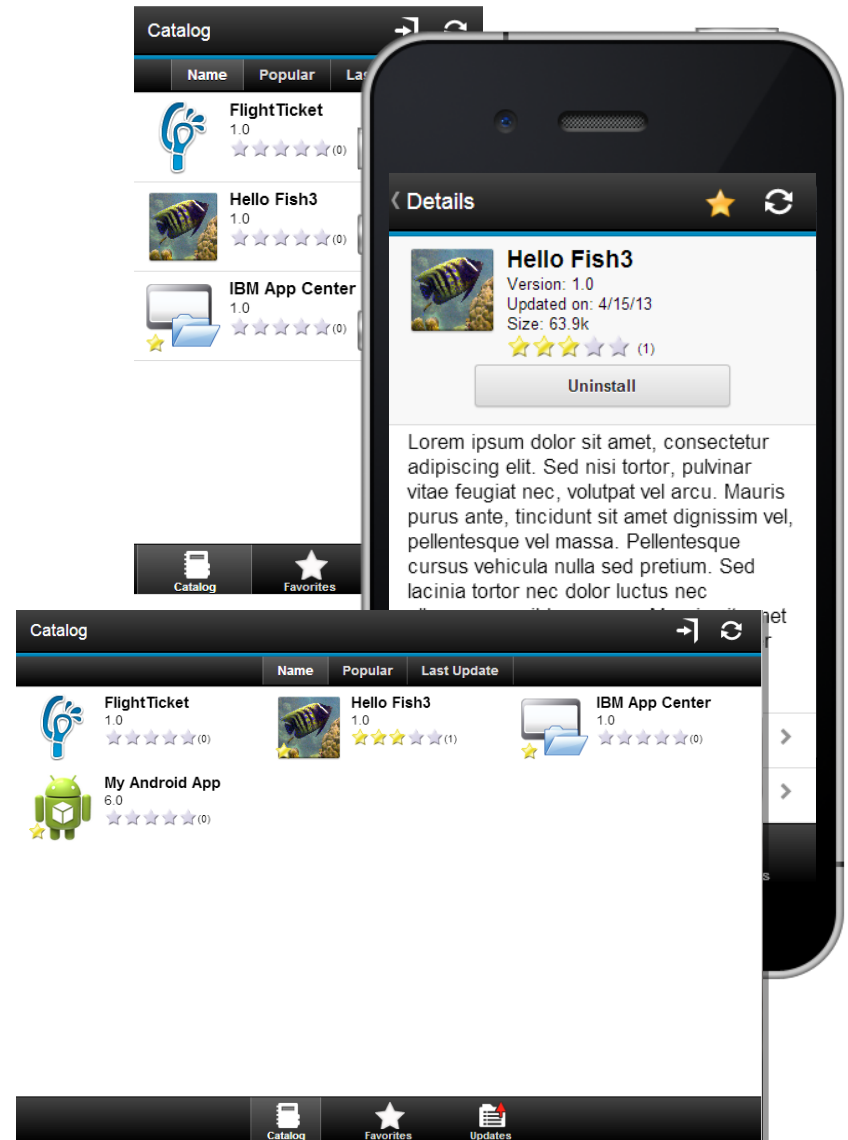 Catalog
Name Popular
FlightTicket
1.0
(0)
Hello Fish3
1.0
(0)
IBM App Center
1.0
(0)
Catalog Favorites
Details
Hello Fish3
Version: 1.0
Updated on: 4/15/13
Size: 63.9k
(1)
Uninstall
Lorem ipsum dolor sit amet, consectetur
adipiscing elit. Sed nisi tortor, pulvinar
vitae feugiat nec, volutpat vel arcu. Mauris
purus ante, tincidunt sit amet dignissim vel,
pellentesque vel massa. Pellentesque
cursus vehicula nulla sed pretium. Sed
lacinia tortor nec dolor luctus nec
Catalog
Name Popular Last Update
FlightTicket
1.0
(0)
Hello Fish3
1.0
(1)
IBM App Center
1.0
(0)
My Android App
6.0
(0)
Catalog Favorites Updates